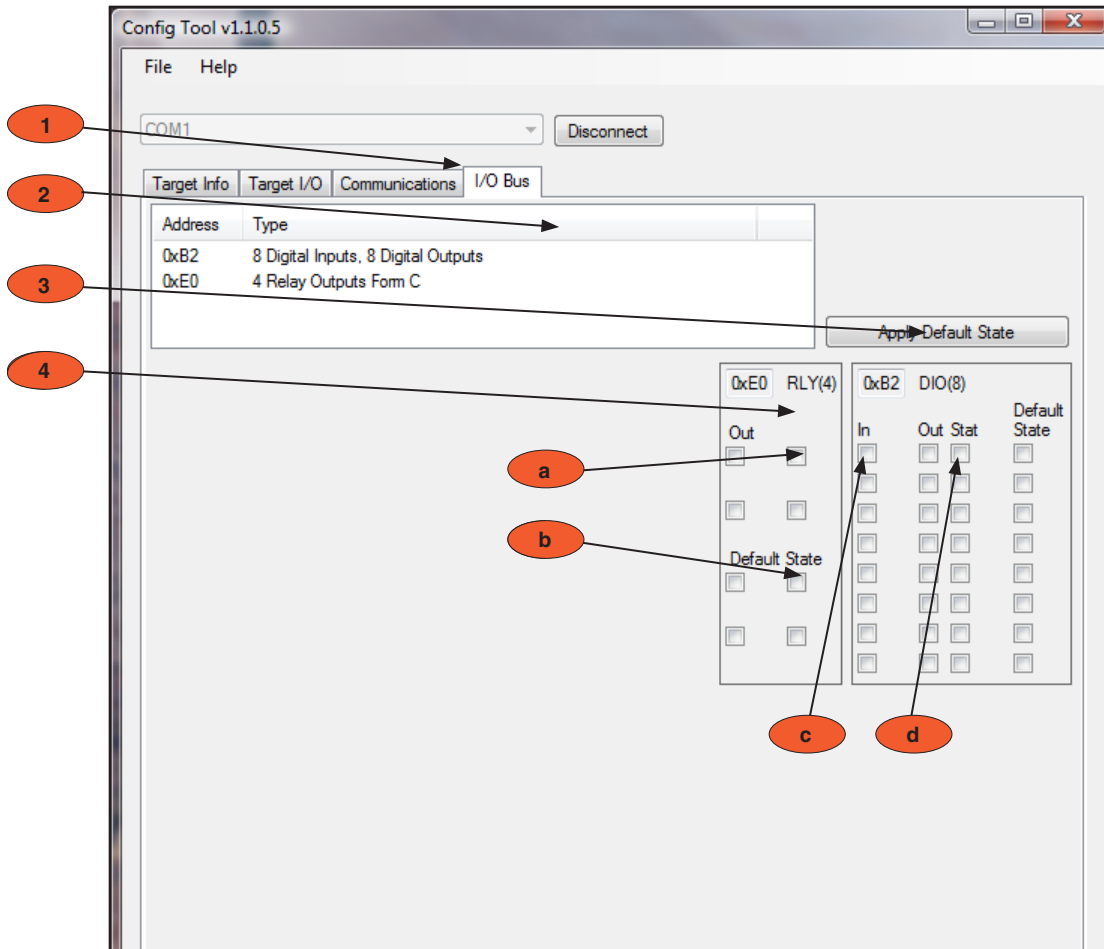 Config Tool v1.1.0.5
File Help
1
COM1 Disconnect
Target Info Target I/O Communications I/O Bus
2
Address Type
0xB2 8 Digital Inputs, 8 Digital Outputs
0xE0 4 Relay Outputs Form C
3
Apply Default State
4
0xE0 RLY(4)
Out
a
b
Default State
0xB2 DIO(8)
In Out Stat Default State
c d